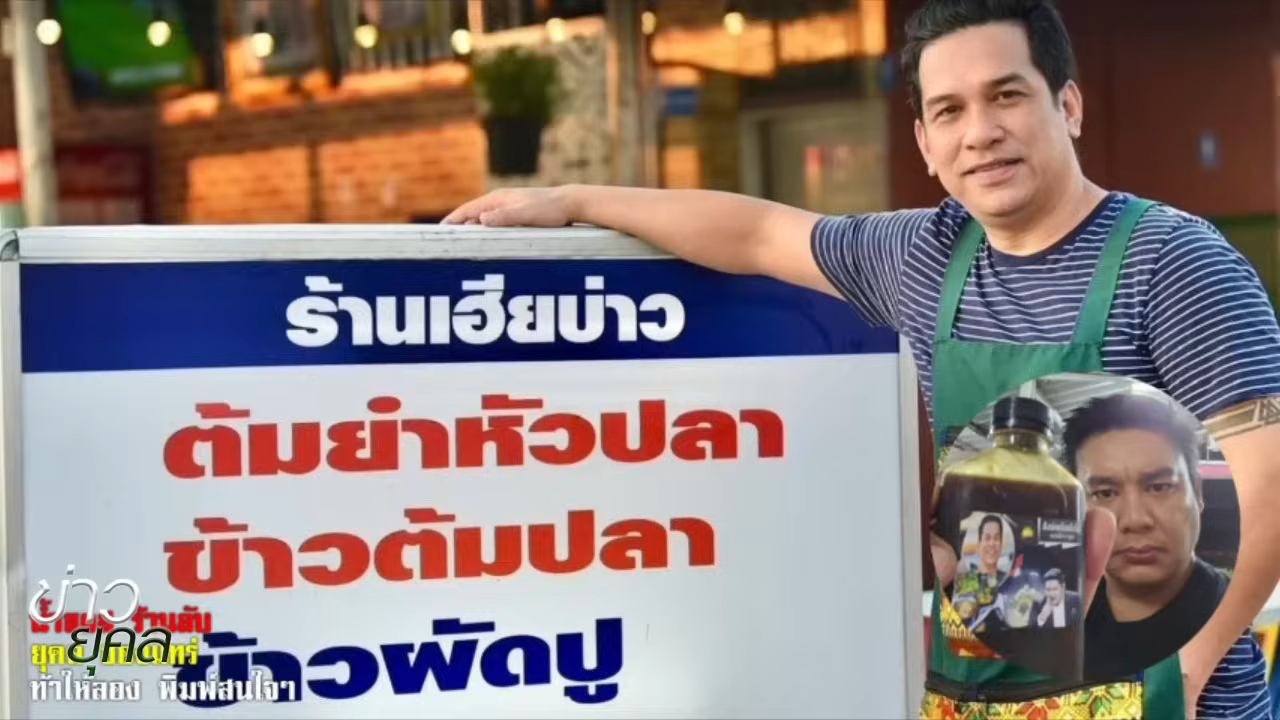 ร้านเฮียบ่าว
ต้มยำหัวปลา
ข้าวต้มปลา
ข้าวผัดปู
ข่าว
ยุคล
ท้าให้ลอง พิมพ์สนใจๆ